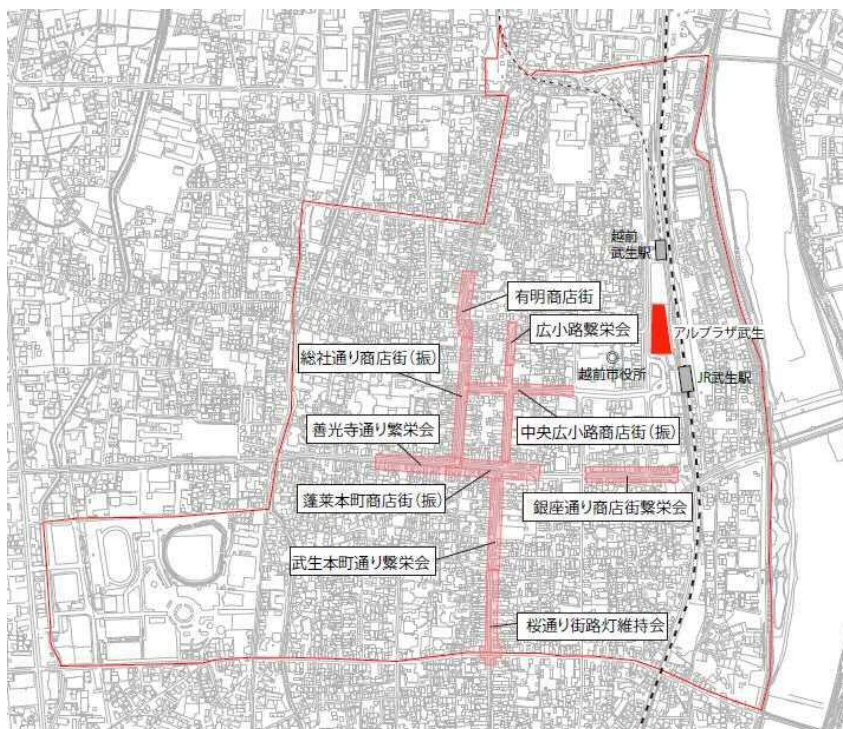 越前
武生駅
有明商店街
広小路繋栄会
アルプラザ武生
総社通り商店街(振)
越前市役所
JR武生駅
善光寺通り繁栄会
中央広小路商店街(振)
蓬莱本町商店街(振)
銀座通り商店街繋栄会
武生本町通り繋栄会
桜通り街路灯維持会